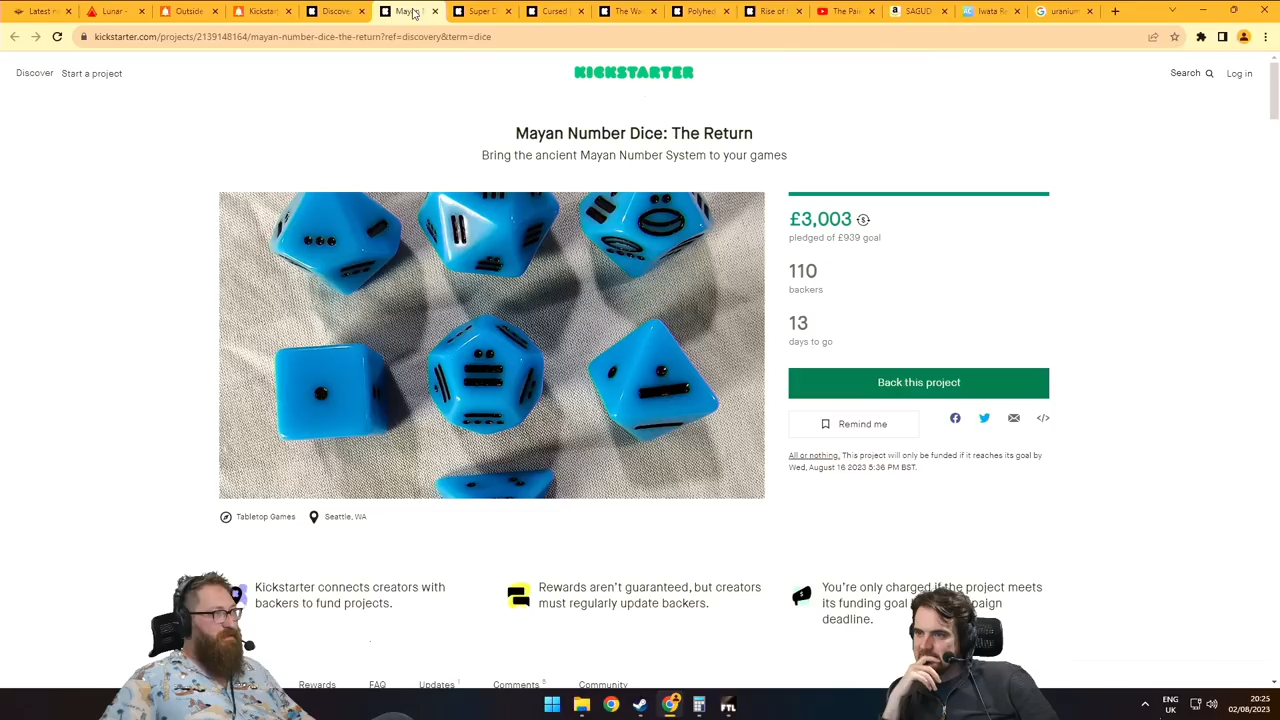 Latest n
Lunar -
Outside
Kickstar
Discove
Mayan
Super D
Cursed
The Wa
Polyhed
Rise of
The Pai
SAGUD
Iwata Re
uranium
kickstarter.com/projects/2139148164/mayan-number-dice-the-return?ref=discovery&term=dice
Discover
Start a project
KICKSTARTER
Search
Log in
Mayan Number Dice: The Return
Bring the ancient Mayan Number System to your games
£3,003
pledged of £939 goal
110
backers
13
days to go
Back this project
Remind me
All or nothing. This project will only be funded if it reaches its goal by
Wed, August 16 2023 5:36 PM BST.
Tabletop Games
Seattle, WA
Kickstarter connects creators with
backers to fund projects.
Rewards aren't guaranteed, but creators
must regularly update backers.
You're only charged if the project meets
its funding goal
deadline.
Rewards
FAQ
Updates 1
Comments
Community
FTL
ENG
UK
20:25
02/08/2023